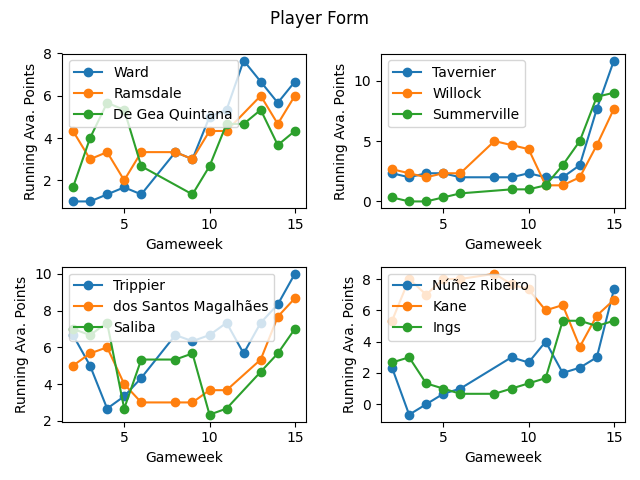 Player Form
8
6
4
2
Running Ava. Points
Ward
Ramsdale
De Gea Quintana
5
10
15
Gameweek
10
5
0
Running Ava. Points
Tavernier
Willock
Summerville
5
10
15
Gameweek
10
8
6
4
2
Running Ava. Points
Trippier
dos Santos Magalhães
Saliba
5
10
15
Gameweek
8
6
4
2
0
Running Ava. Points
Núñez Ribeiro
Kane
Ings
5
10
15
Gameweek